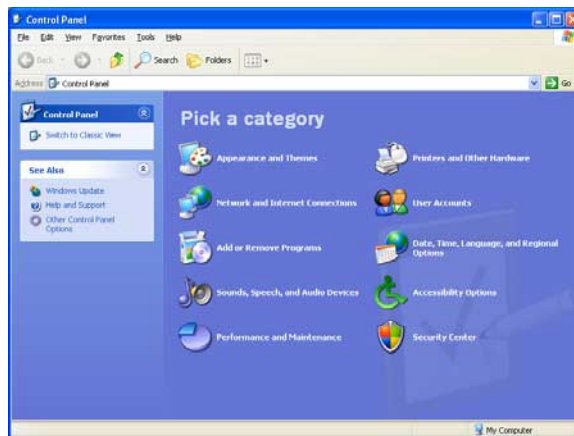 Control Panel
File Edit View Favorites Tools Help
Back Search Folders
Address Control Panel Go
Control Panel
Switch to Classic View
See Also
Windows Update
Help and Support
Other Control Panel
Options
Pick a category
Appearance and Themes
Printers and Other Hardware
Network and Internet Connections
User Accounts
Add or Remove Programs
Date, Time, Language, and Regional
Options
Sounds, Speech, and Audio Devices
Accessibility Options
Performance and Maintenance
Security Center
My Computer